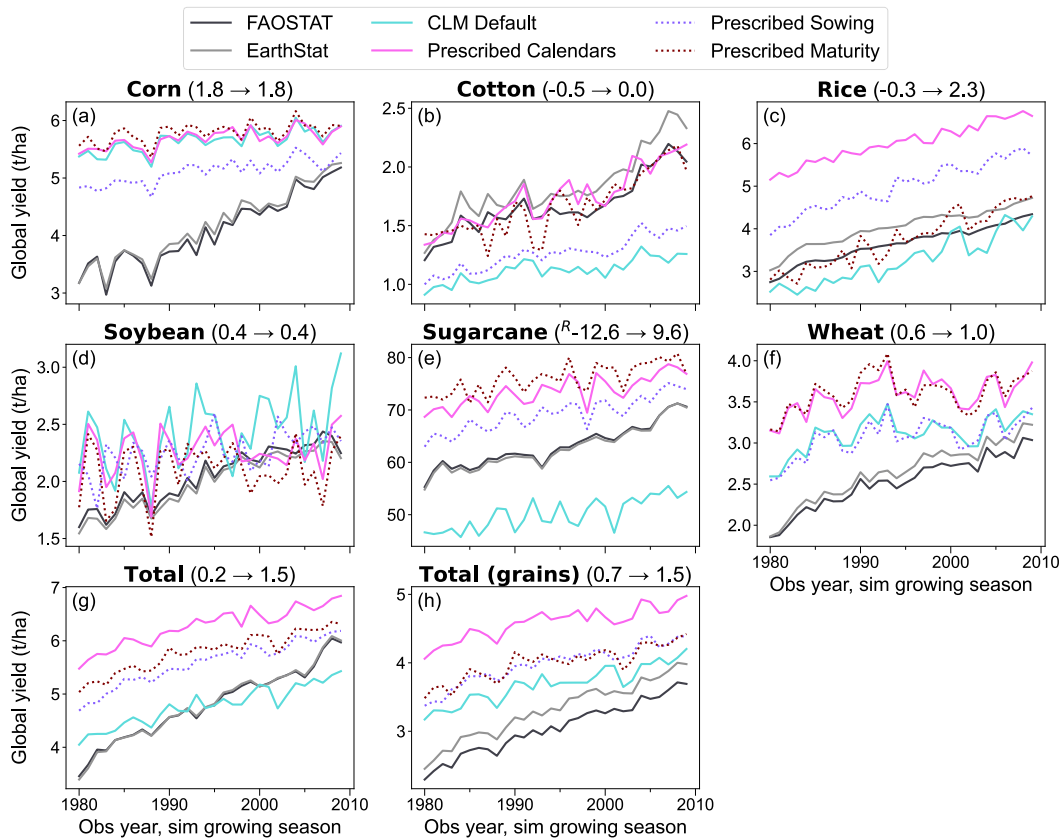 FAOSTAT CLM Default Prescribed Sowing
EarthStat Prescribed Calendars Prescribed Maturity
Corn (1.8 → 1.8) Cotton (-0.5 → 0.0) Rice (-0.3 → 2.3)
(a) (b) (c)
Global yield (t/ha)
6
5
4
3
2.5
2.0
1.5
1.0
6
5
4
3
Soybean (0.4 → 0.4) Sugarcane (ᴿ-12.6 → 9.6) Wheat (0.6 → 1.0)
(d) (e) (f)
Global yield (t/ha)
3.0
2.5
2.0
1.5
80
70
60
50
4.0
3.5
3.0
2.5
2.0
1980 1990 2000 2010
Obs year, sim growing season
Total (0.2 → 1.5) Total (grains) (0.7 → 1.5)
(g) (h)
Global yield (t/ha)
7
6
5
4
5
4
3
1980 1990 2000 2010 1980 1990 2000 2010
Obs year, sim growing season Obs year, sim growing season